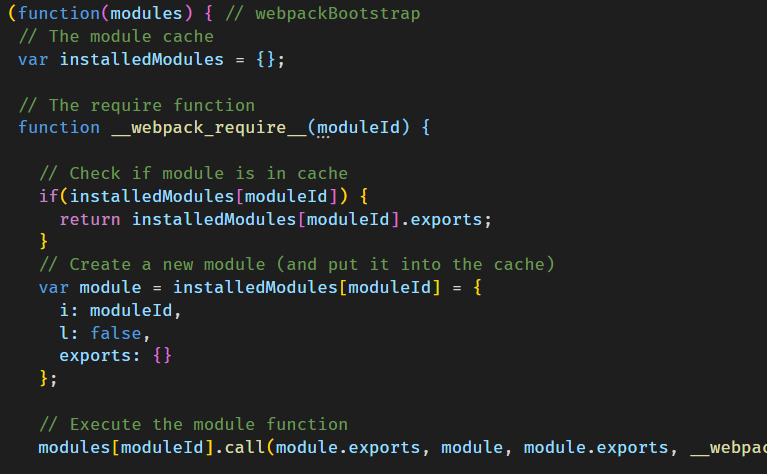 (function(modules) { // webpackBootstrap
// The module cache
var installedModules = {};
// The require function
function __webpack_require__(moduleId) {
// Check if module is in cache
if(installedModules[moduleId]) {
return installedModules[moduleId].exports;
}
// Create a new module (and put it into the cache)
var module = installedModules[moduleId] = {
i: moduleId,
l: false,
exports: {}
};
// Execute the module function
modules[moduleId].call(module.exports, module, module.exports, __webpac